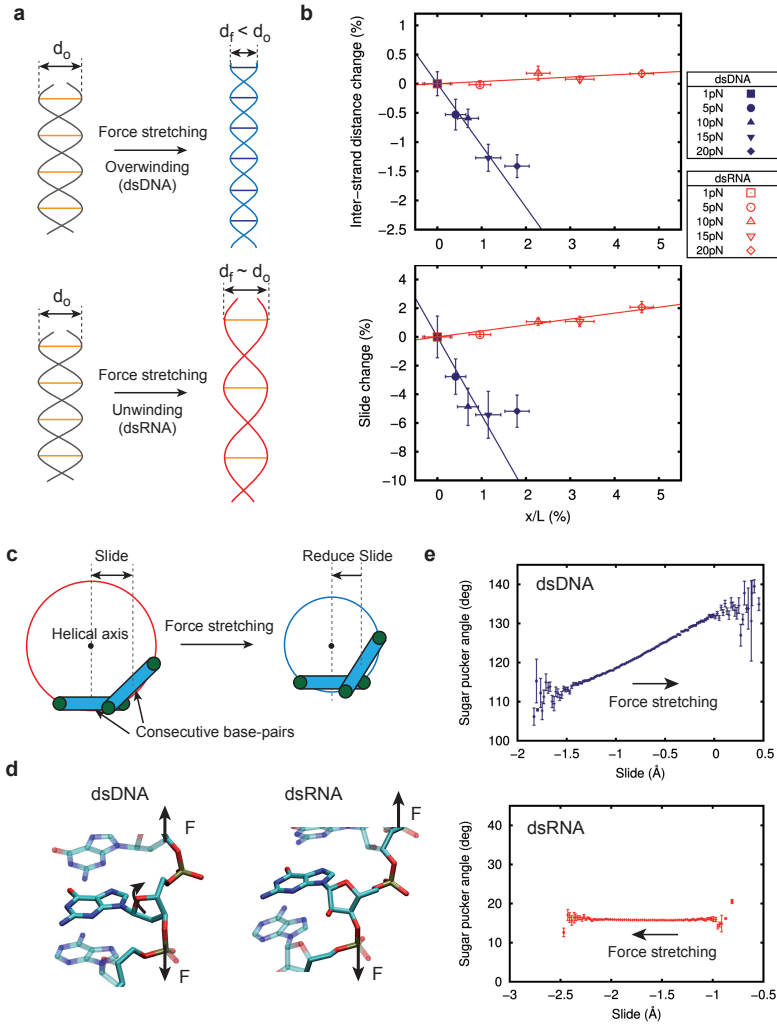 a
d_o
Force stretching
Overwinding
(dsDNA)
d_f < d_o
d_o
Force stretching
Unwinding
(dsRNA)
d_f ~ d_o
b
Inter−strand distance change (%)
1
0.5
0
−0.5
−1
−1.5
−2
−2.5
0 1 2 3 4 5
dsDNA
1pN
5pN
10pN
15pN
20pN
dsRNA
1pN
5pN
10pN
15pN
20pN
Slide change (%)
4
2
0
−2
−4
−6
−8
−10
0 1 2 3 4 5
x/L (%)
c
Slide
Helical axis
Force stretching
Reduce Slide
Consecutive base-pairs
d
dsDNA
F
F
dsRNA
F
F
e
Sugar pucker angle (deg)
140
130
120
110
100
dsDNA
Force stretching
−2 −1.5 −1 −0.5 0 0.5
Slide (Å)
Sugar pucker angle (deg)
40
30
20
10
0
dsRNA
Force stretching
−3 −2.5 −2 −1.5 −1 −0.5
Slide (Å)